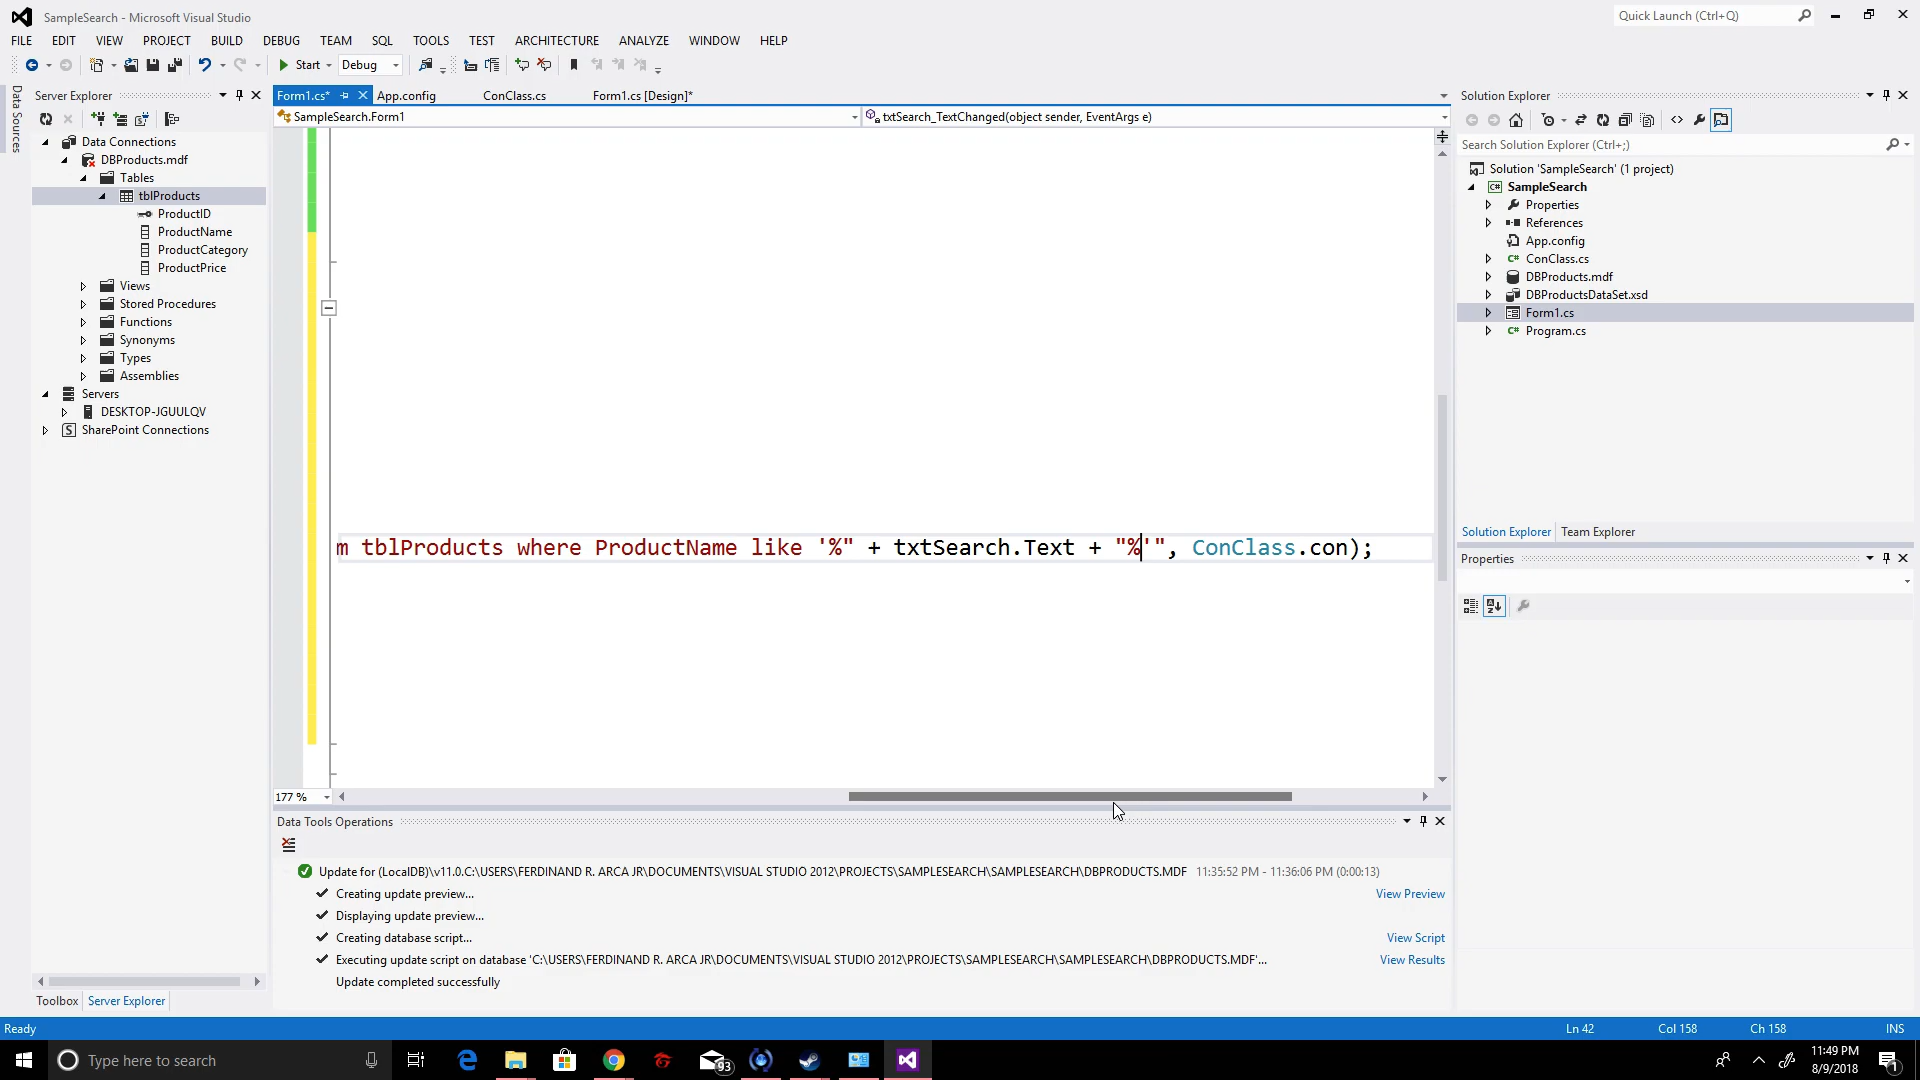 SampleSearch - Microsoft Visual Studio
Quick Launch (Ctrl+Q)
FILE EDIT VIEW PROJECT BUILD DEBUG TEAM SQL TOOLS TEST ARCHITECTURE ANALYZE WINDOW HELP
Start Debug
Data Sources
Server Explorer
Data Connections
DBProducts.mdf
Tables
tblProducts
ProductID
ProductName
ProductCategory
ProductPrice
Views
Stored Procedures
Functions
Synonyms
Types
Assemblies
Servers
DESKTOP-JGUULQV
SharePoint Connections
Toolbox Server Explorer
Form1.cs* App.config ConClass.cs Form1.cs [Design]*
SampleSearch.Form1 txtSearch_TextChanged(object sender, EventArgs e)
m tblProducts where ProductName like '%" + txtSearch.Text + "%'", ConClass.con);
177 %
Data Tools Operations
Update for (LocalDB)\v11.0.C:\USERS\FERDINAND R. ARCA JR\DOCUMENTS\VISUAL STUDIO 2012\PROJECTS\SAMPLESEARCH\SAMPLESEARCH\DBPRODUCTS.MDF 11:35:52 PM - 11:36:06 PM (0:00:13)
Creating update preview... View Preview
Displaying update preview...
Creating database script... View Script
Executing update script on database 'C:\USERS\FERDINAND R. ARCA JR\DOCUMENTS\VISUAL STUDIO 2012\PROJECTS\SAMPLESEARCH\SAMPLESEARCH\DBPRODUCTS.MDF'... View Results
Update completed successfully
Solution Explorer
Search Solution Explorer (Ctrl+;)
Solution 'SampleSearch' (1 project)
SampleSearch
Properties
References
App.config
ConClass.cs
DBProducts.mdf
DBProductsDataSet.xsd
Form1.cs
Program.cs
Solution Explorer Team Explorer
Properties
Ready Ln 42 Col 158 Ch 158 INS
Type here to search
93
11:49 PM
8/9/2018
1